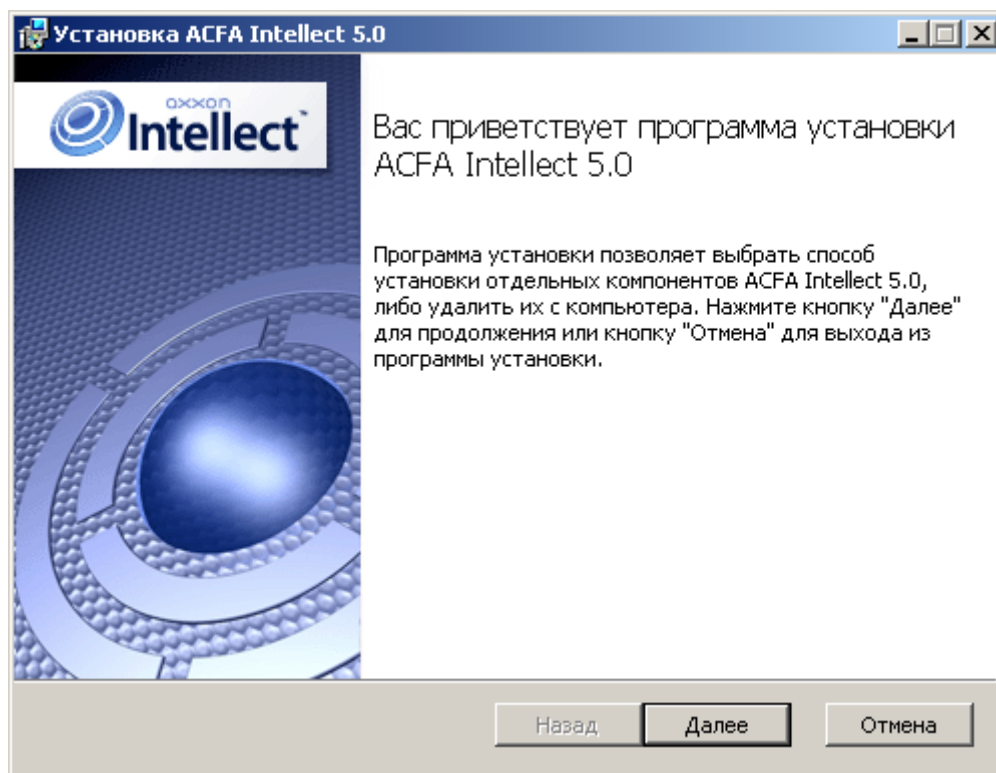 Установка ACFA Intellect 5.0
axxon
Intellect™
Вас приветствует программа установки
ACFA Intellect 5.0
Программа установки позволяет выбрать способ
установки отдельных компонентов ACFA Intellect 5.0,
либо удалить их с компьютера. Нажмите кнопку "Далее"
для продолжения или кнопку "Отмена" для выхода из
программы установки.
Назад
Далее
Отмена